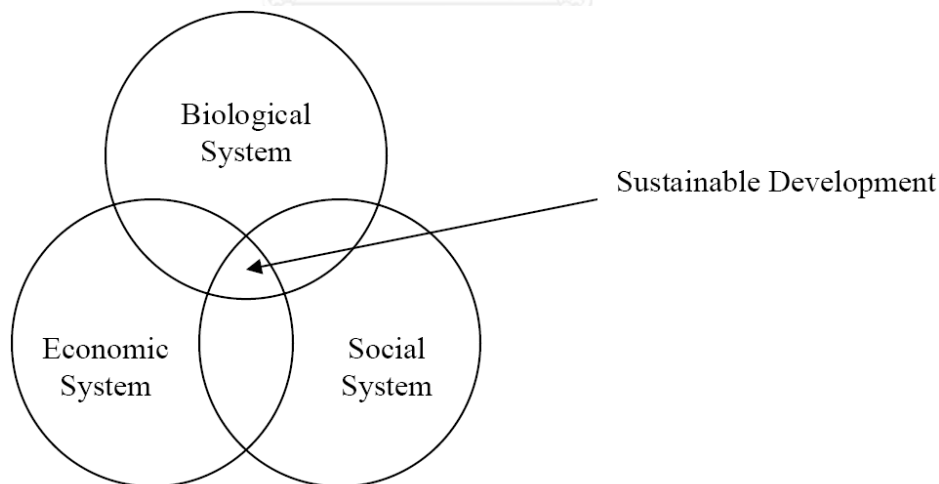 Biological
System
Sustainable Development
Economic
System
Social
System